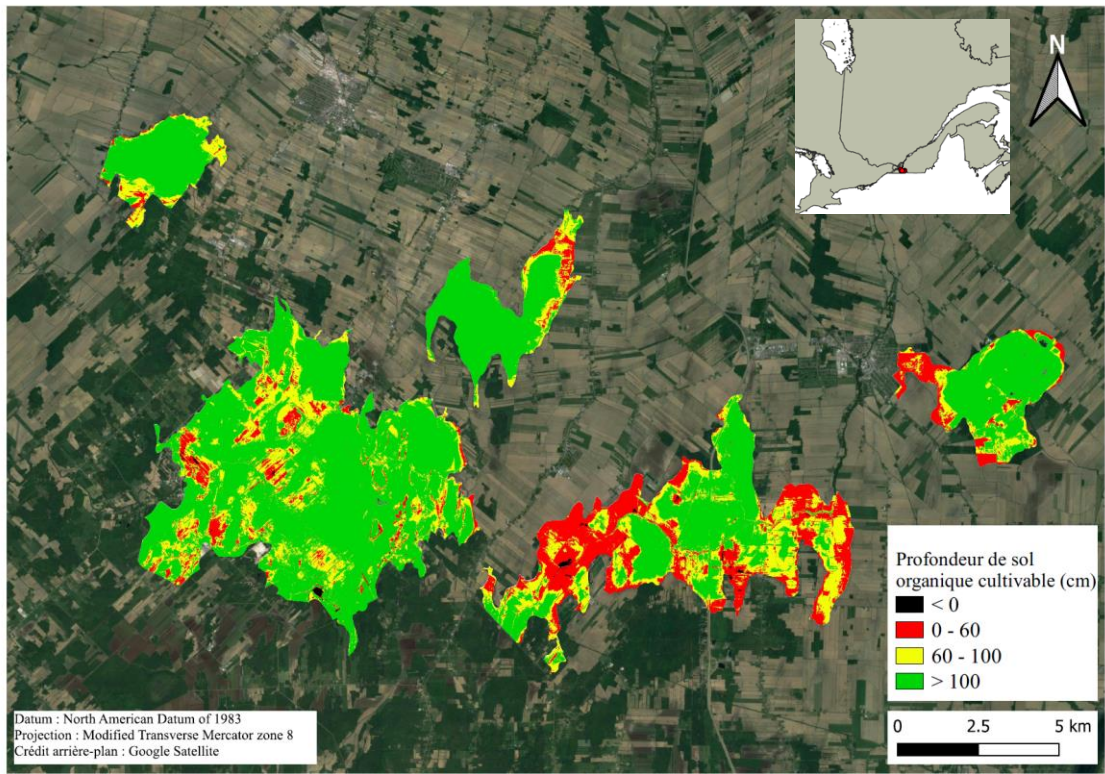 N
Profondeur de sol
organique cultivable (cm)
< 0
0 - 60
60 - 100
> 100
0 2.5 5 km
Datum : North American Datum of 1983
Projection : Modified Transverse Mercator zone 8
Crédit arrière-plan : Google Satellite